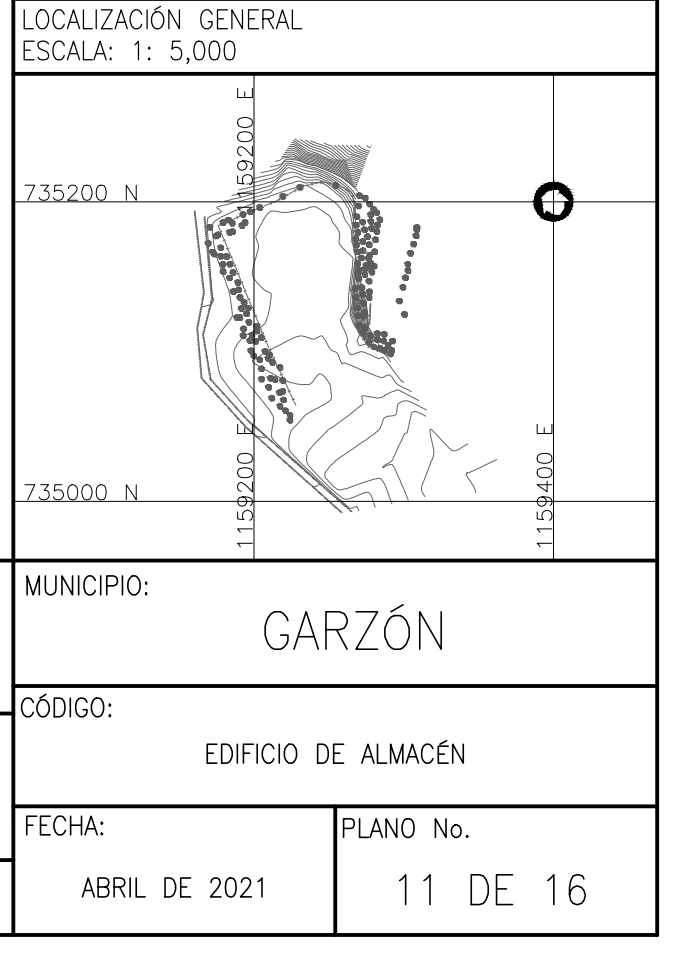 LOCALIZACIÓN GENERAL
ESCALA: 1: 5,000
1159200 E
735200 N
1159200 E
1159400 E
735000 N
MUNICIPIO:
GARZÓN
CÓDIGO:
EDIFICIO DE ALMACÉN
FECHA:
PLANO No.
ABRIL DE 2021
11 DE 16